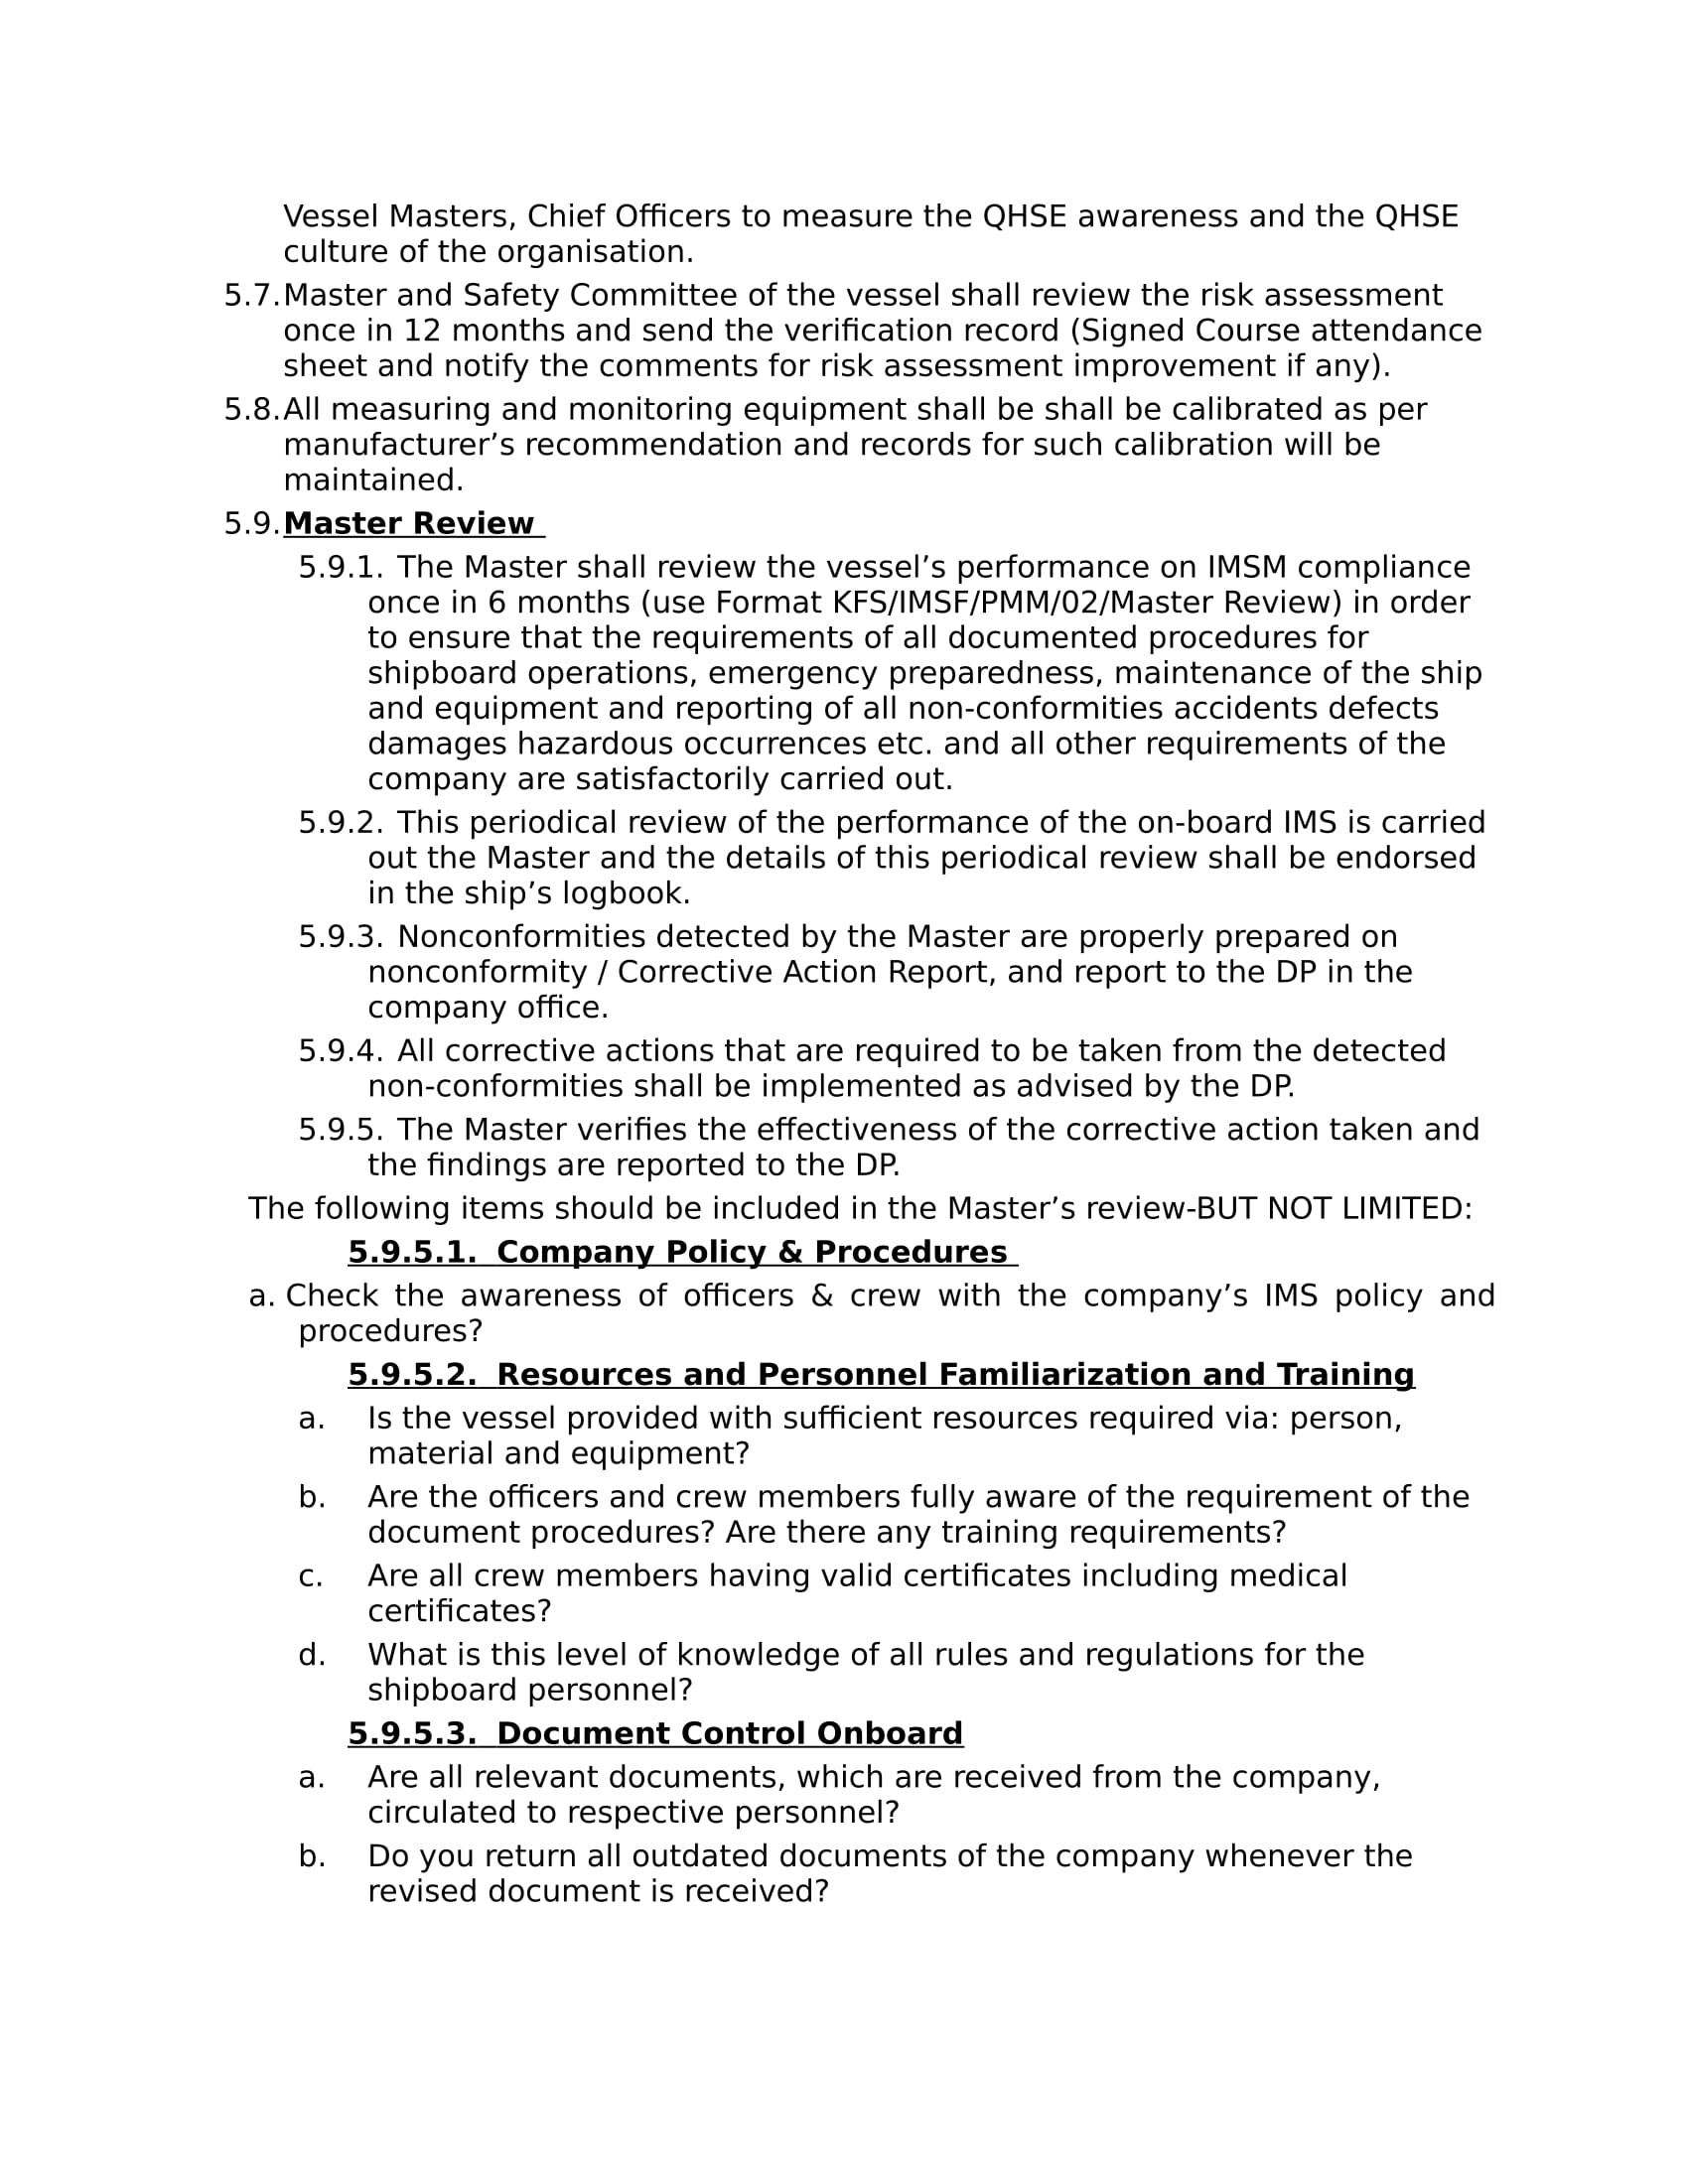 Vessel Masters, Chief Officers to measure the QHSE awareness and the QHSE
culture of the organisation.
5.7. Master and Safety Committee of the vessel shall review the risk assessment
once in 12 months and send the verification record (Signed Course attendance
sheet and notify the comments for risk assessment improvement if any).
5.8. All measuring and monitoring equipment shall be shall be calibrated as per
manufacturer’s recommendation and records for such calibration will be
maintained.
5.9. Master Review
5.9.1. The Master shall review the vessel’s performance on IMSM compliance
once in 6 months (use Format KFS/IMSF/PMM/02/Master Review) in order
to ensure that the requirements of all documented procedures for
shipboard operations, emergency preparedness, maintenance of the ship
and equipment and reporting of all non-conformities accidents defects
damages hazardous occurrences etc. and all other requirements of the
company are satisfactorily carried out.
5.9.2. This periodical review of the performance of the on-board IMS is carried
out the Master and the details of this periodical review shall be endorsed
in the ship’s logbook.
5.9.3. Nonconformities detected by the Master are properly prepared on
nonconformity / Corrective Action Report, and report to the DP in the
company office.
5.9.4. All corrective actions that are required to be taken from the detected
non-conformities shall be implemented as advised by the DP.
5.9.5. The Master verifies the effectiveness of the corrective action taken and
the findings are reported to the DP.
The following items should be included in the Master’s review-BUT NOT LIMITED:
5.9.5.1. Company Policy & Procedures
a. Check the awareness of officers & crew with the company’s IMS policy and
procedures?
5.9.5.2. Resources and Personnel Familiarization and Training
a. Is the vessel provided with sufficient resources required via: person,
material and equipment?
b. Are the officers and crew members fully aware of the requirement of the
document procedures? Are there any training requirements?
c. Are all crew members having valid certificates including medical
certificates?
d. What is this level of knowledge of all rules and regulations for the
shipboard personnel?
5.9.5.3. Document Control Onboard
a. Are all relevant documents, which are received from the company,
circulated to respective personnel?
b. Do you return all outdated documents of the company whenever the
revised document is received?